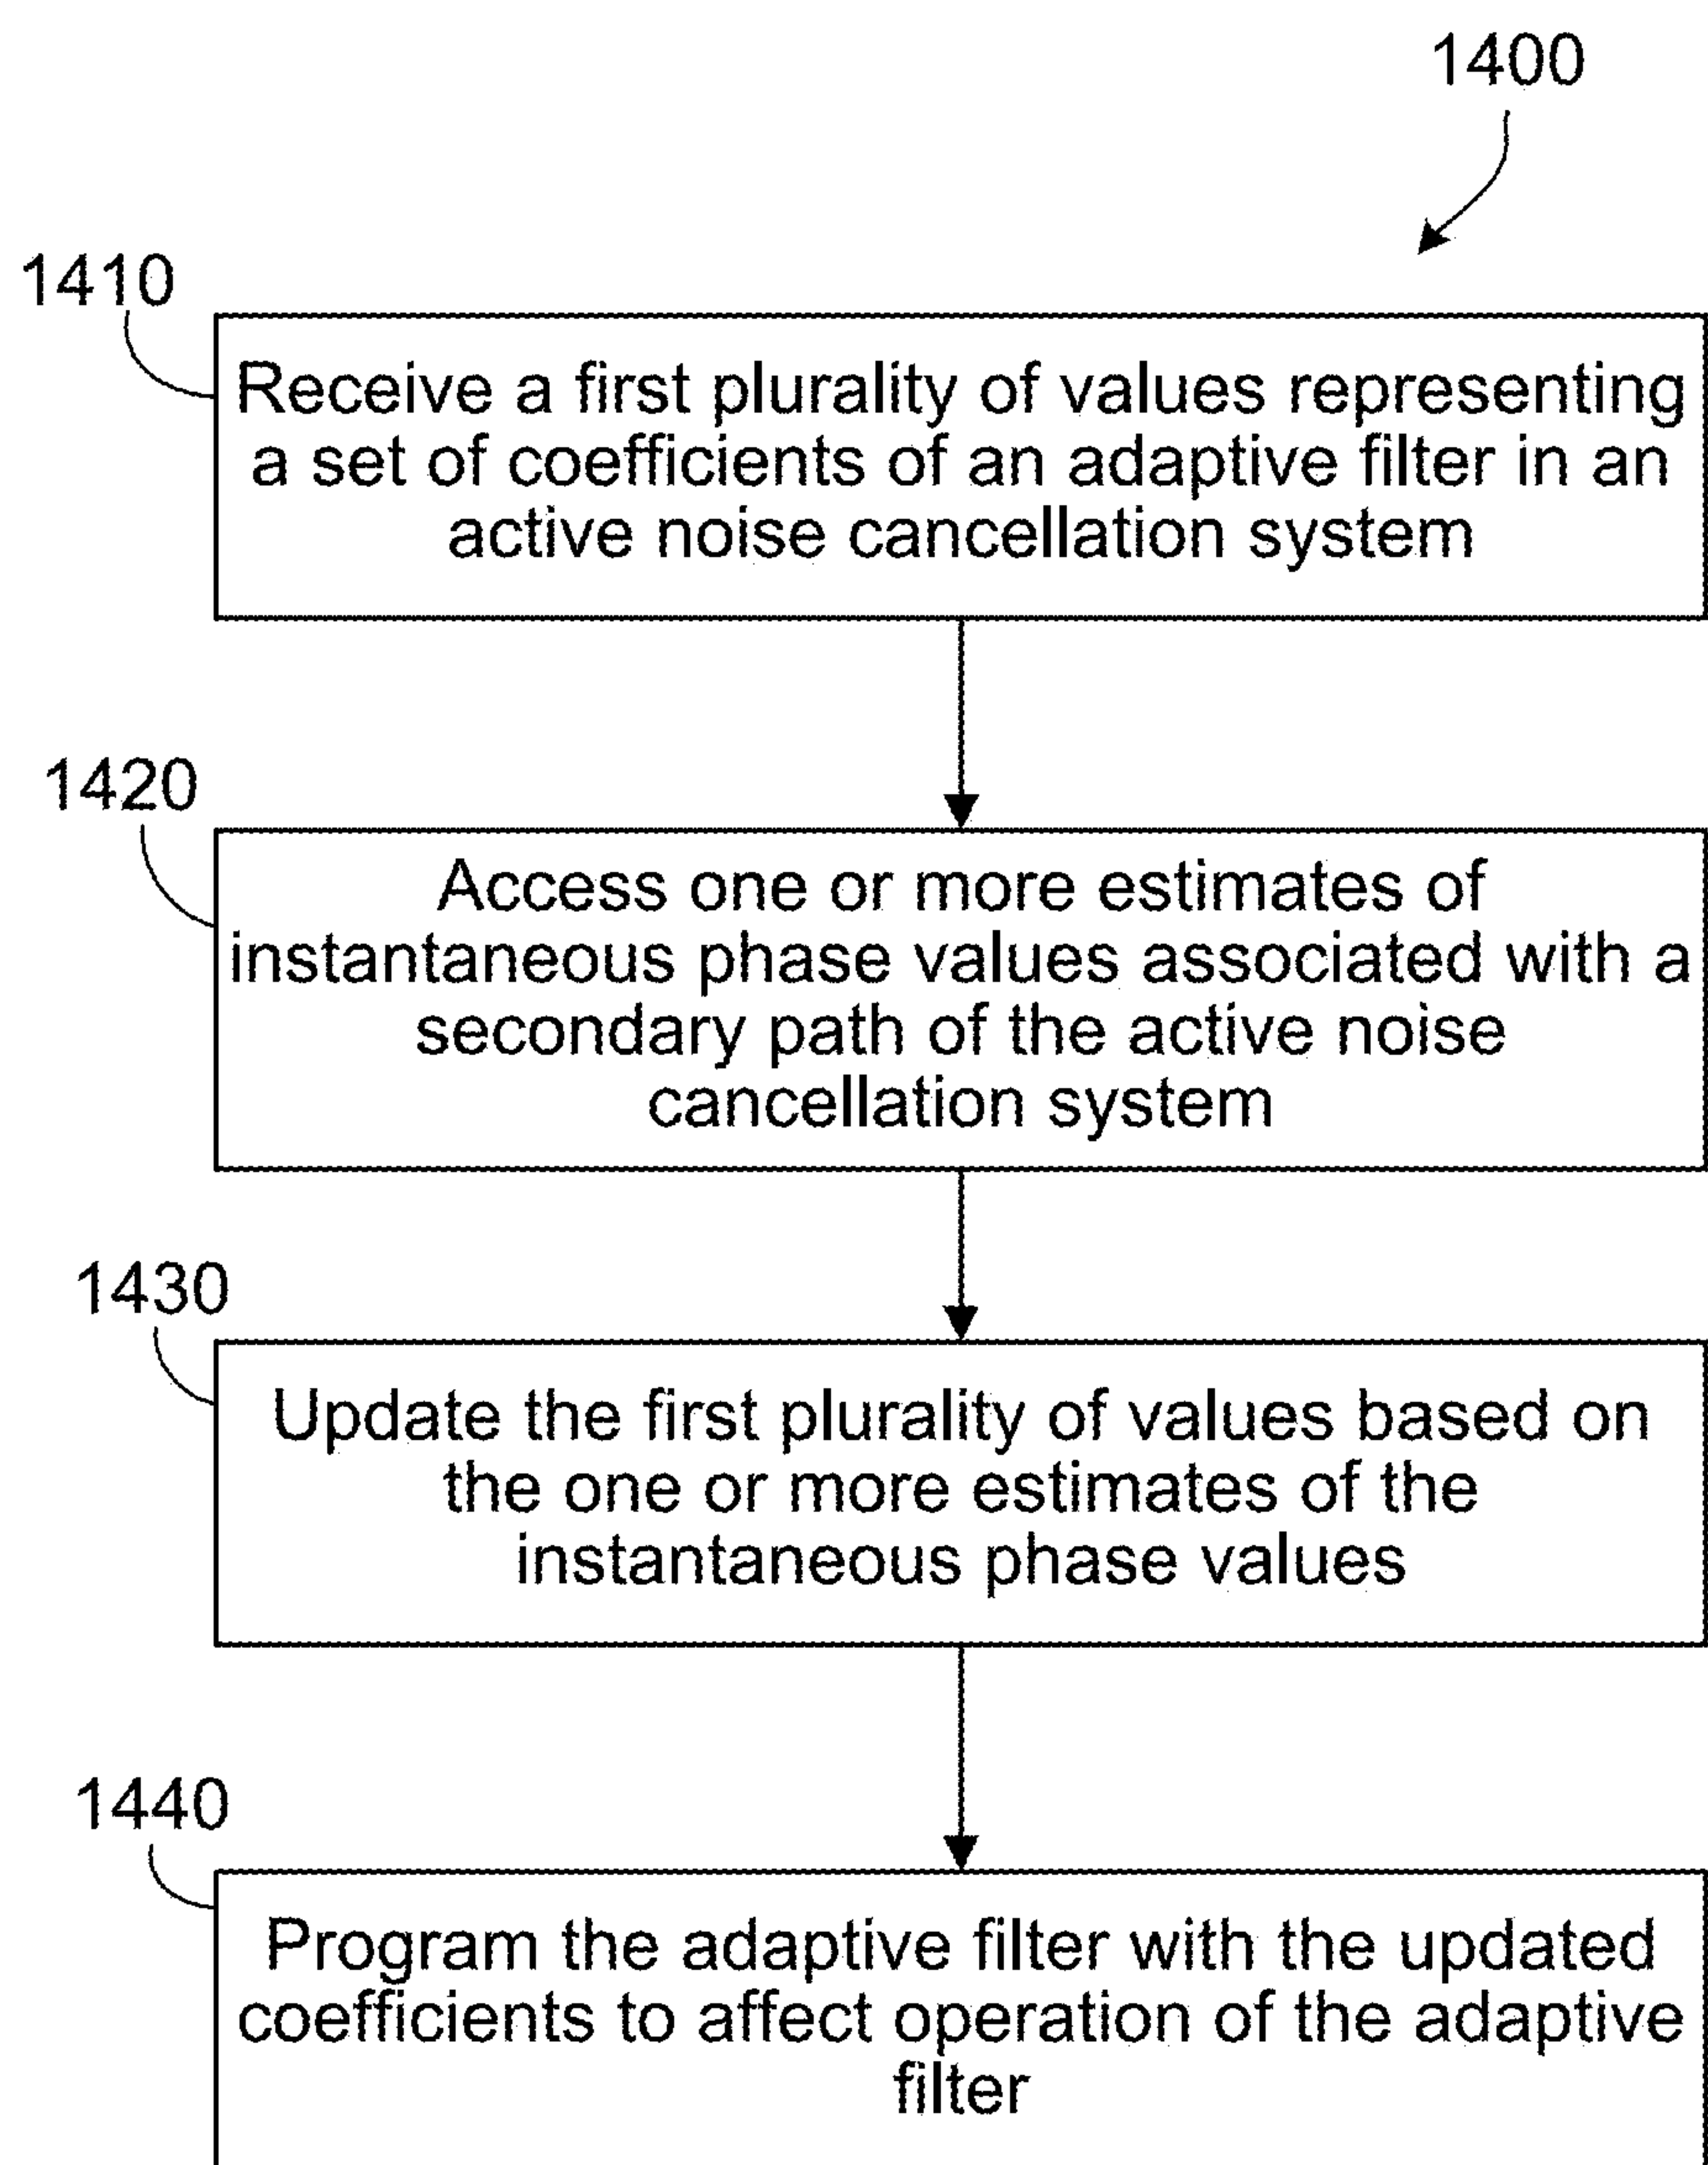 1400
1410
Receive a first plurality of values representing
a set of coefficients of an adaptive filter in an
active noise cancellation system
1420
Access one or more estimates of
instantaneous phase values associated with a
secondary path of the active noise
cancellation system
1430
Update the first plurality of values based on
the one or more estimates of the
instantaneous phase values
1440
Program the adaptive filter with the updated
coefficients to affect operation of the adaptive
filter